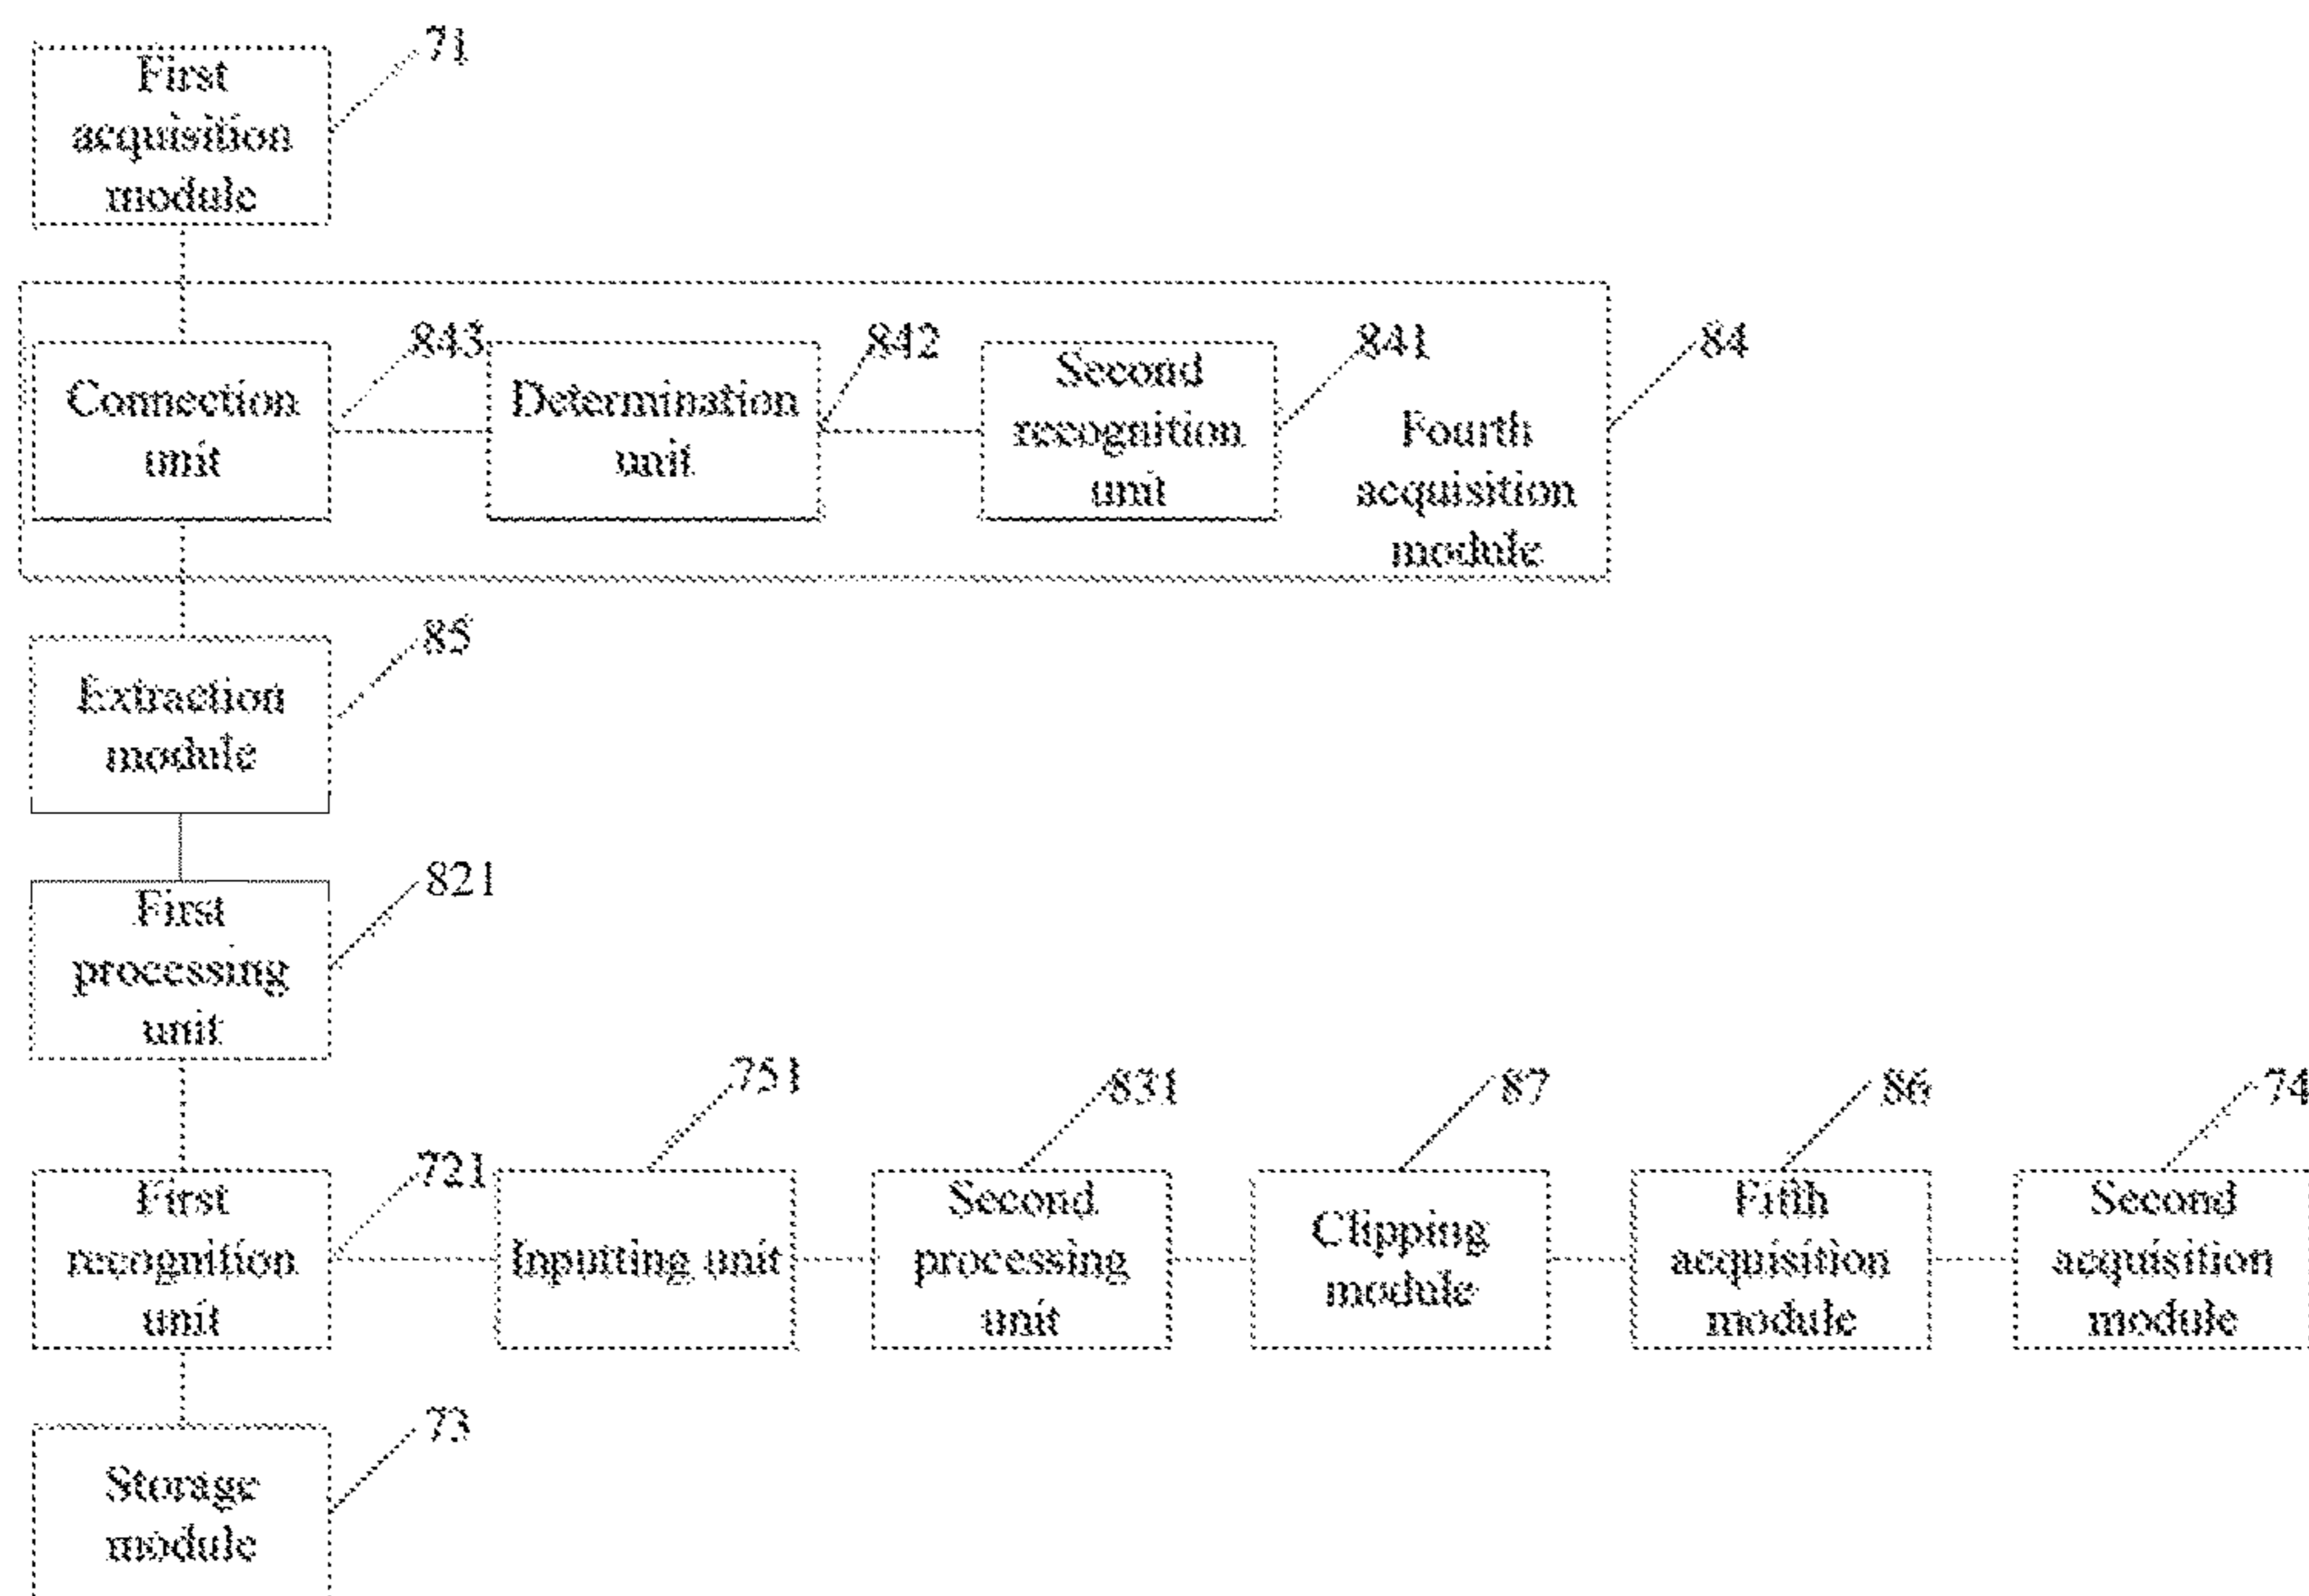 71
First
acquisition
module
843
842
841
84
Connection
unit
Determination
unit
Second
recognition
unit
Fourth
acquisition
module
85
Extraction
module
821
First
processing
unit
751
831
87
86
74
721
First
recognition
unit
Inputting unit
Second
processing
unit
Clipping
module
Fifth
acquisition
module
Second
acquisition
module
73
Storage
module